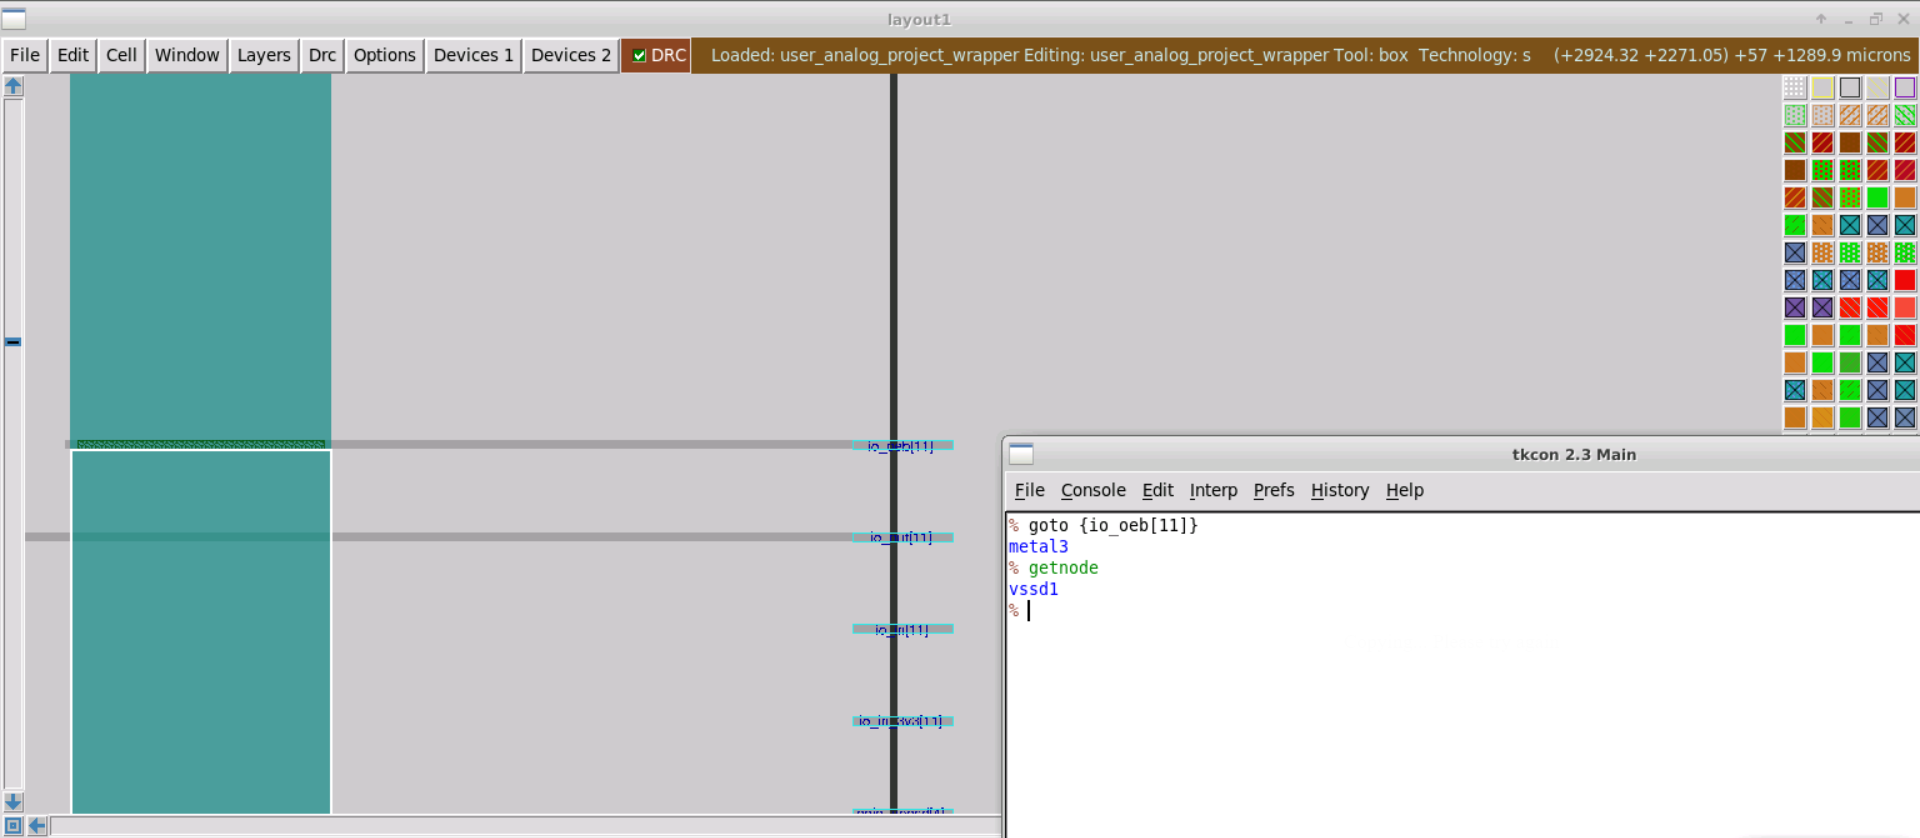 layout1
File Edit Cell Window Layers Drc Options Devices 1 Devices 2 DRC Loaded: user_analog_project_wrapper Editing: user_analog_project_wrapper Tool: box Technology: s (+2924.32 +2271.05) +57 +1289.9 microns
io_oeb[11]
io_out[11]
io_in[11]
io_in_3v3[11]
tkcon 2.3 Main
File Console Edit Interp Prefs History Help
% goto {io_oeb[11]}
metal3
% getnode
vssd1
%